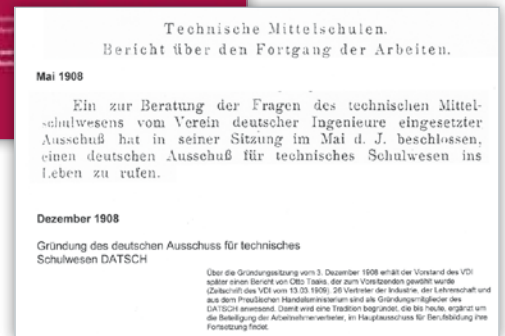 Technische Mittelschulen.
Bericht über den Fortgang der Arbeiten.
Mai 1908
Ein zur Beratung der Fragen des technischen Mittel-
schulwesens vom Verein deutscher Ingenieure eingesetzter
Ausschuß hat in seiner Sitzung im Mai d. J. beschlossen,
einen deutschen Ausschuß für technisches Schulwesen ins
Leben zu rufen.
Dezember 1908
Gründung des deutschen Ausschuss für technisches
Schulwesen DATSCH
Über die Gründungssitzung vom 3. Dezember 1908 erhält der Vorstand des VDI
später einen Bericht von Otto Taaks, der zum Vorsitzenden gewählt wurde
(Zeitschrift des VDI vom 13.03.1909). 26 Vertreter der Industrie, der Lehrerschaft und
aus dem Preußischen Handelsministerium sind als Gründungsmitglieder des
DATSCH anwesend. Damit wird eine Tradition begründet, die bis heute, ergänzt um
die Beteiligung der Arbeitnehmervertreter, im Hauptausschuss für Berufsbildung ihre
Fortsetzung findet.